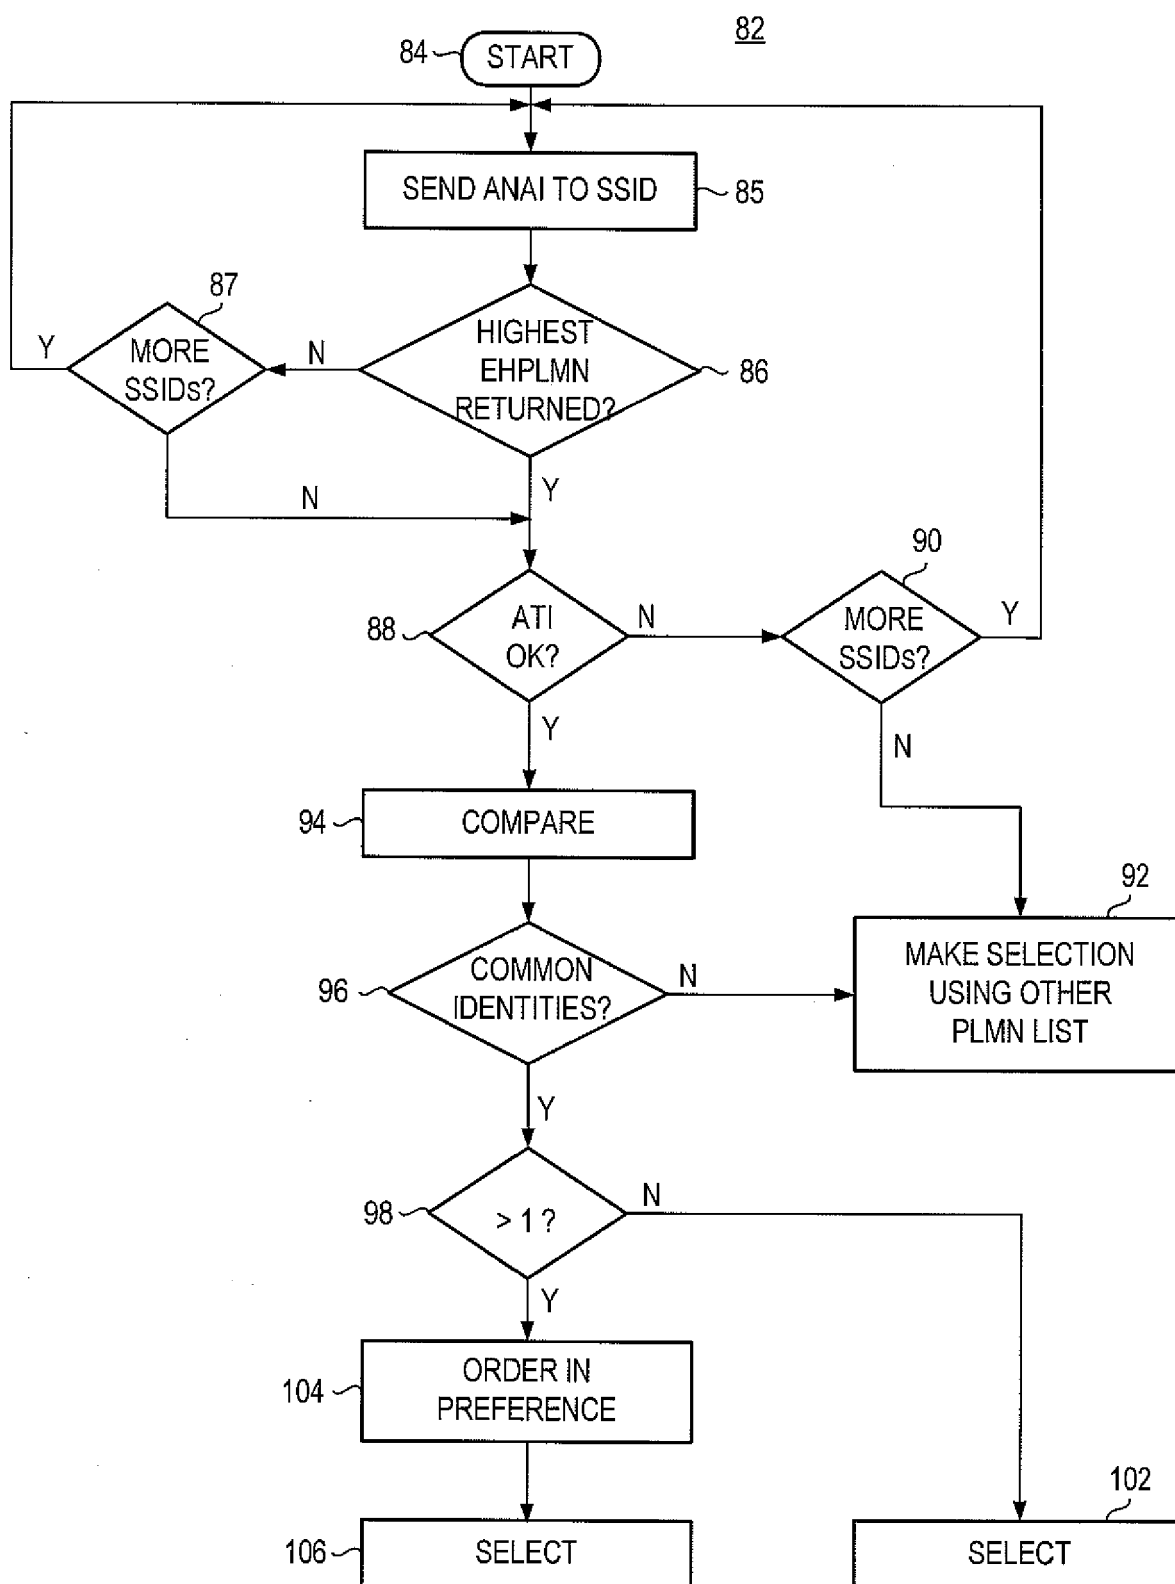 82
84
START
SEND ANAI TO SSID
85
87
MORE
SSIDs?
Y
N
HIGHEST
EHPLMN
RETURNED?
86
N
Y
88
ATI
OK?
N
90
MORE
SSIDs?
Y
Y
N
94
COMPARE
92
MAKE SELECTION
USING OTHER
PLMN LIST
96
COMMON
IDENTITIES?
N
Y
98
> 1 ?
N
Y
104
ORDER IN
PREFERENCE
106
SELECT
102
SELECT